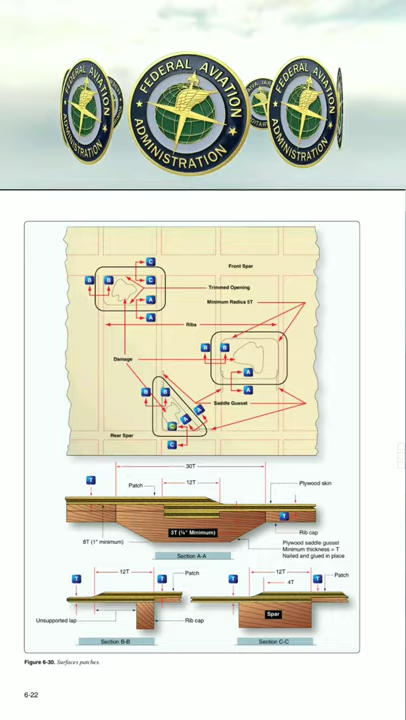 FEDERAL AVIATION
ADMINISTRATION
FEDERAL AVIATION
ADMINISTRATION
FEDERAL AVIATION
ADMINISTRATION
C
Front Spar
B B C
Trimmed Opening
A
Minimum Radius 5T
A
Ribs
B B
Damage
A
B B A
Saddle Gusset
A A
C
Rear Spar
C
30T
T
12T
Patch
Plywood skin
T
3T (⅛" Minimum)
Rib cap
8T (1" minimum)
Plywood saddle gusset
Minimum thickness = T
Nailed and glued in place
Section A-A
12T
12T
T T Patch
T T Patch
4T
Spar
Unsupported lap
Rib cap
Section B-B
Section C-C
Figure 6-30. Surfaces patches.
6-22